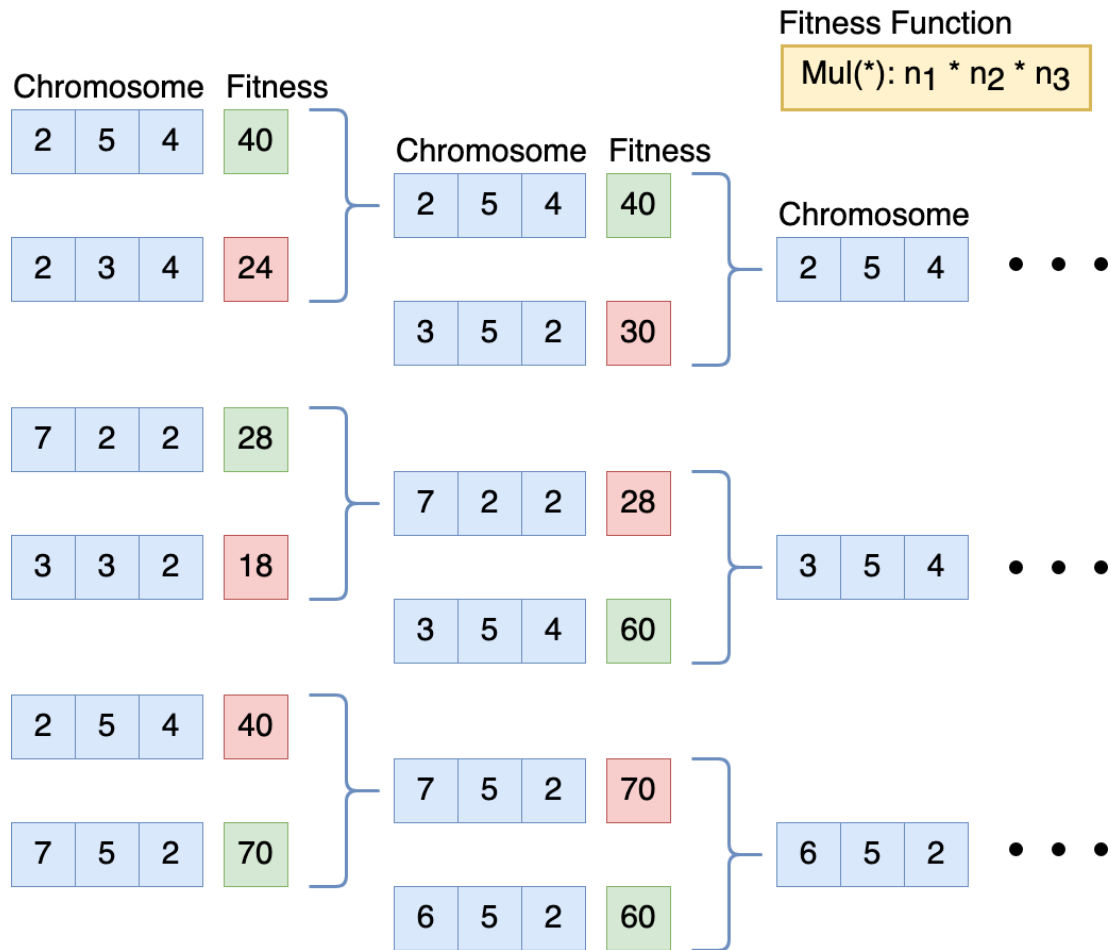 Fitness Function
Mul(*): n1 * n2 * n3
Chromosome Fitness
2 5 4 40
Chromosome Fitness
2 5 4 40
Chromosome
2 3 4 24
2 5 4 • • •
3 5 2 30
7 2 2 28
7 2 2 28
3 3 2 18
3 5 4 • • •
3 5 4 60
2 5 4 40
7 5 2 70
7 5 2 70
6 5 2 • • •
6 5 2 60